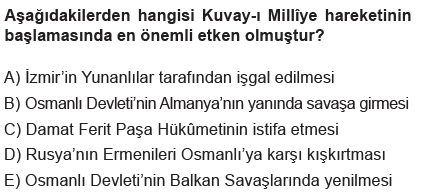 Aşağıdakilerden hangisi Kuvay-ı Millîye hareketinin
başlamasında en önemli etken olmuştur?
A) İzmir’in Yunanlılar tarafından işgal edilmesi
B) Osmanlı Devleti’nin Almanya’nın yanında savaşa girmesi
C) Damat Ferit Paşa Hükûmetinin istifa etmesi
D) Rusya’nın Ermenileri Osmanlı’ya karşı kışkırtması
E) Osmanlı Devleti’nin Balkan Savaşlarında yenilmesi